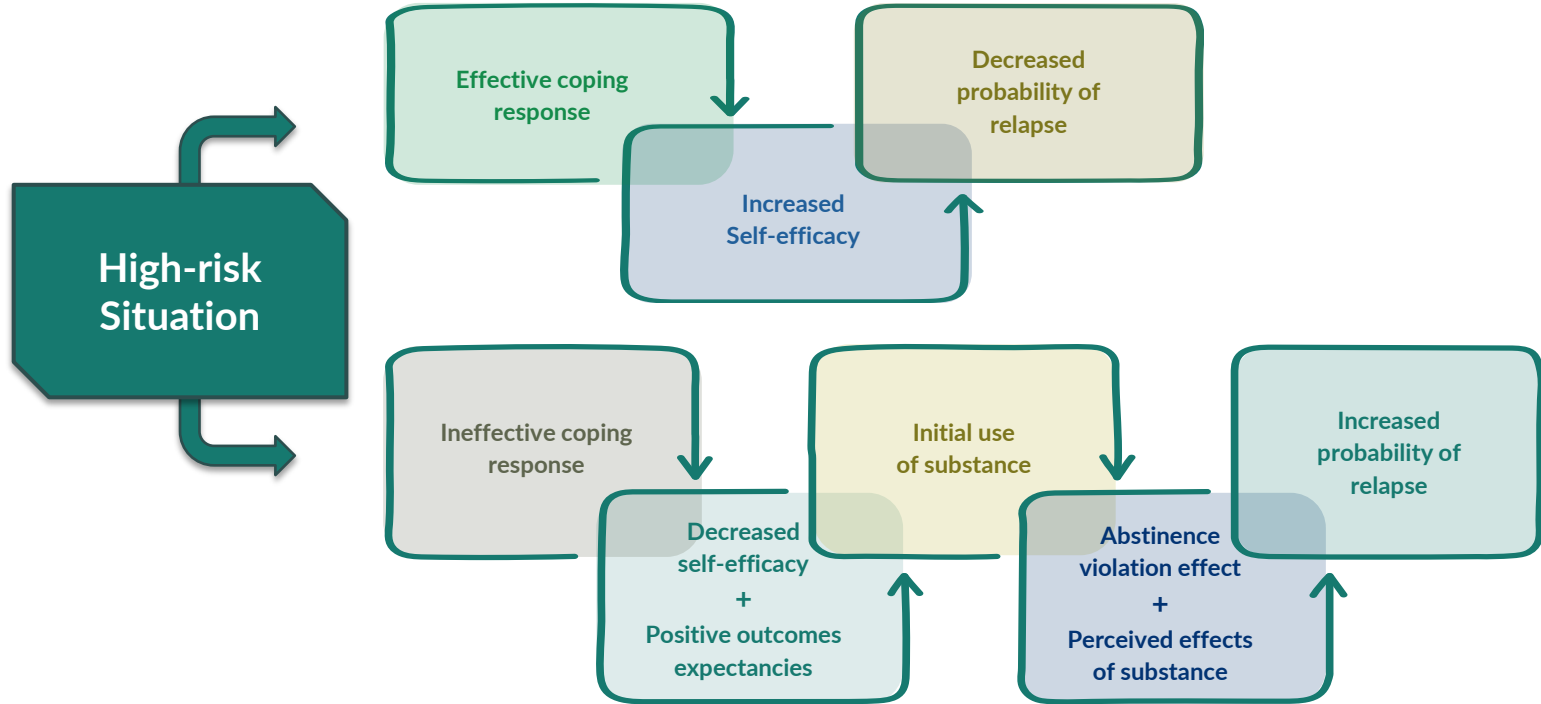 High-risk
Situation
Effective coping
response
Increased
Self-efficacy
Decreased
probability of
relapse
Ineffective coping
response
Decreased
self-efficacy
+
Positive outcomes
expectancies
Initial use
of substance
Abstinence
violation effect
+
Perceived effects
of substance
Increased
probability of
relapse